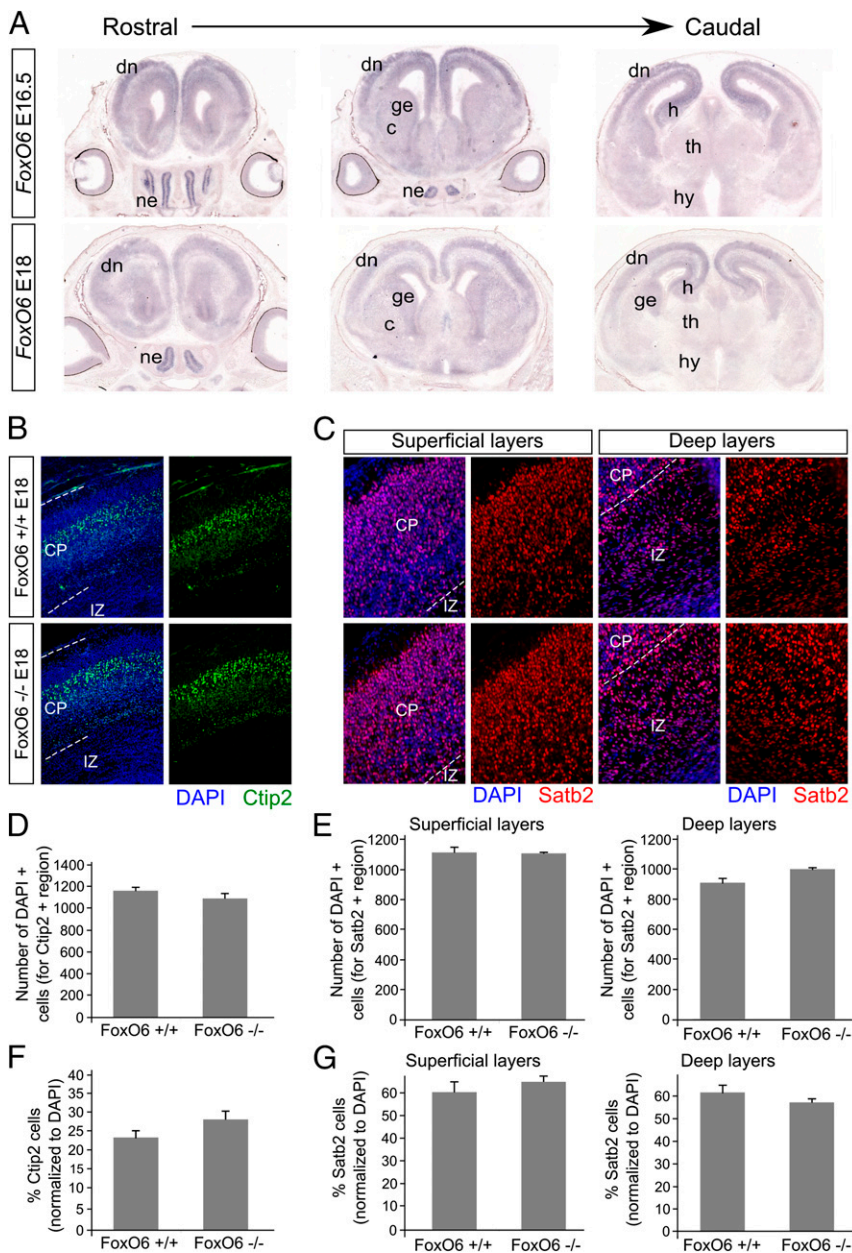 A
Rostral
Caudal
FoxO6 E16.5
dn
ne
dn
ge
c
ne
dn
h
th
hy
FoxO6 E18
dn
ne
dn
ge
c
dn
ge
h
th
hy
B
C
Superficial layers
Deep layers
FoxO6 +/+ E18
CP
IZ
CP
IZ
CP
IZ
FoxO6 -/- E18
CP
IZ
CP
IZ
CP
IZ
DAPI Ctip2
DAPI Satb2
DAPI Satb2
D
Number of DAPI +
cells (for Ctip2 + region)
1400
1200
1000
800
600
400
200
0
FoxO6 +/+ FoxO6 -/-
E
Superficial layers
Number of DAPI +
cells (for Satb2 + region)
1200
1000
800
600
400
200
0
FoxO6 +/+ FoxO6 -/-
Deep layers
Number of DAPI +
cells (for Satb2 + region)
1200
1000
800
600
400
200
0
FoxO6 +/+ FoxO6 -/-
F
% Ctip2 cells
(normalized to DAPI)
40
35
30
25
20
15
10
5
0
FoxO6 +/+ FoxO6 -/-
G
Superficial layers
% Satb2 cells
(normalized to DAPI)
60
50
40
30
20
10
0
FoxO6 +/+ FoxO6 -/-
Deep layers
% Satb2 cells
(normalized to DAPI)
60
50
40
30
20
10
0
FoxO6 +/+ FoxO6 -/-